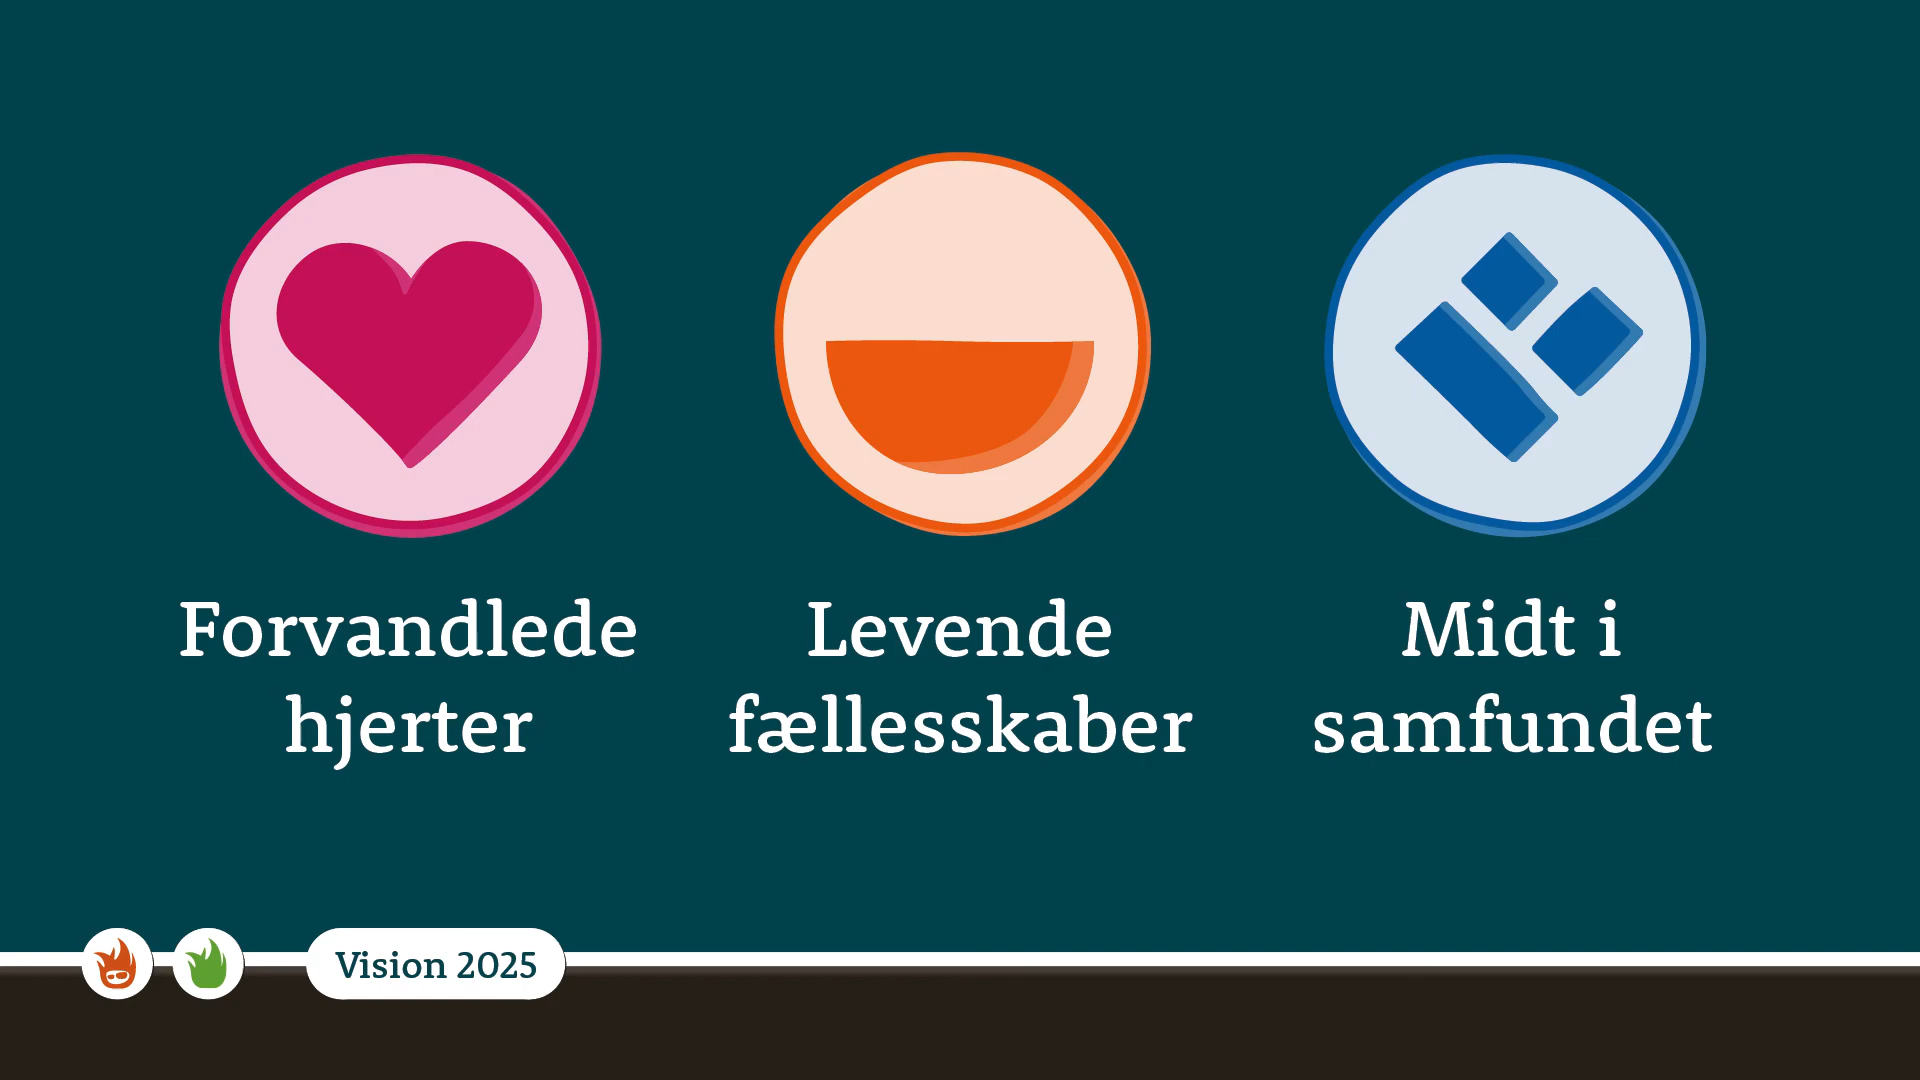 Forvandlede
hjerter
Levende
fællesskaber
Midt i
samfundet
Vision 2025